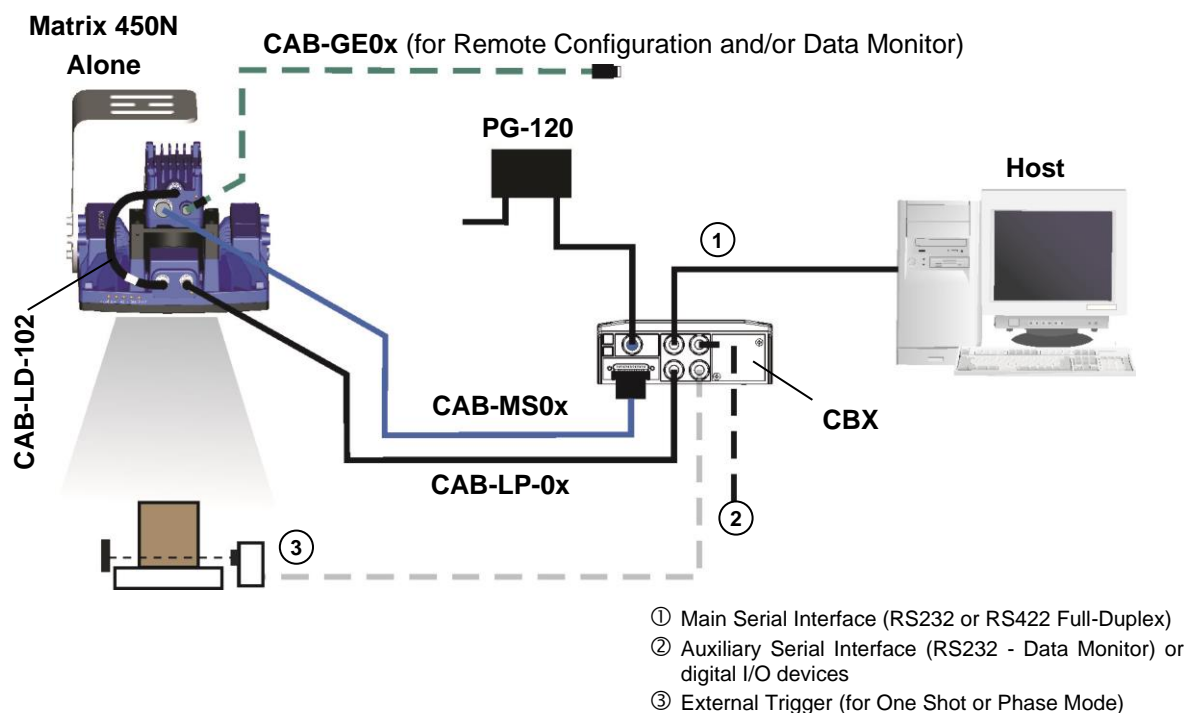 Matrix 450N
Alone
CAB-GE0x (for Remote Configuration and/or Data Monitor)
PG-120
Host
1
CAB-LD-102
CAB-MS0x
CBX
CAB-LP-0x
2
3
① Main Serial Interface (RS232 or RS422 Full-Duplex)
② Auxiliary Serial Interface (RS232 - Data Monitor) or
digital I/O devices
③ External Trigger (for One Shot or Phase Mode)